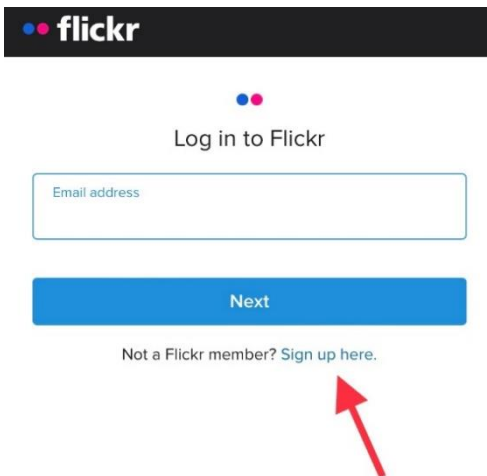 flickr
Log in to Flickr
Email address
Next
Not a Flickr member? Sign up here.